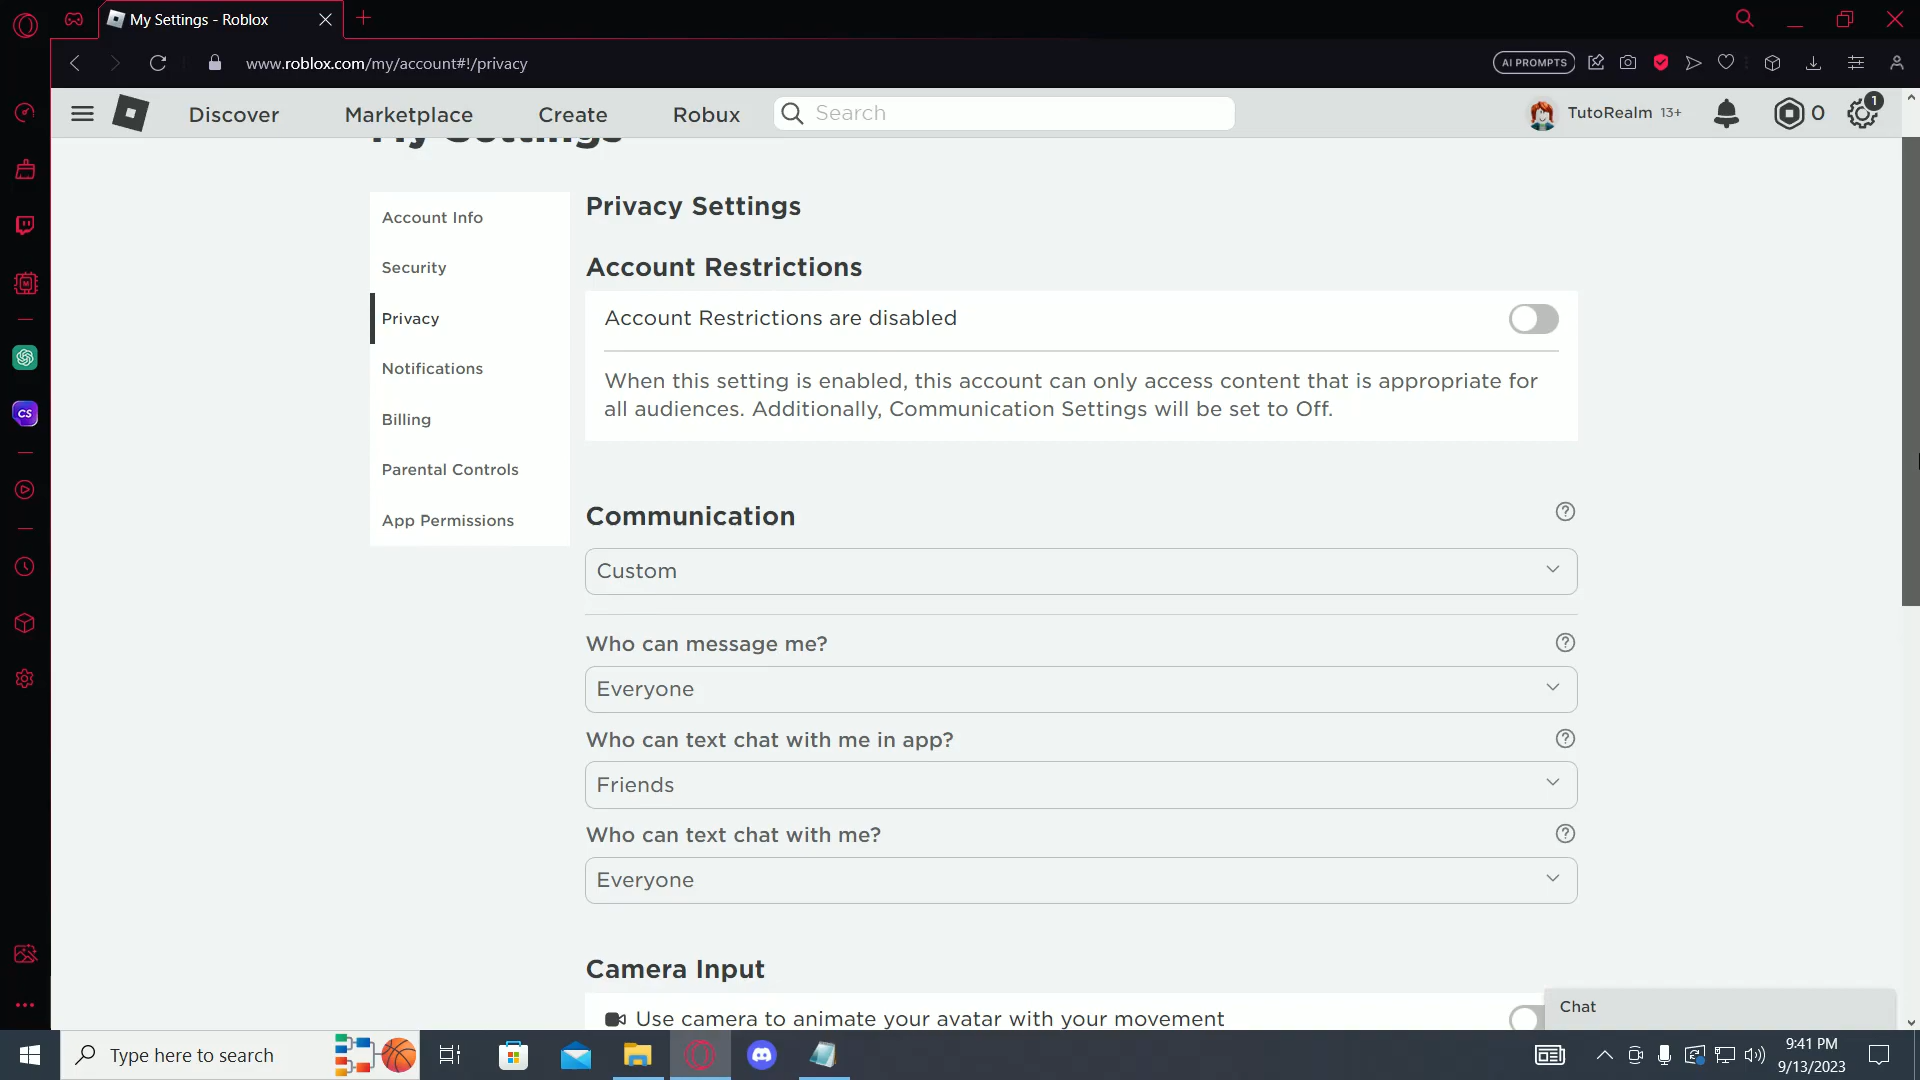 My Settings - Roblox
www.roblox.com/my/account#!/privacy
AI PROMPTS
Discover
Marketplace
Create
Robux
Search
TutoRealm 13+
0
1
My Settings
Account Info
Security
Privacy
Notifications
Billing
Parental Controls
App Permissions
Privacy Settings
Account Restrictions
Account Restrictions are disabled
When this setting is enabled, this account can only access content that is appropriate for
all audiences. Additionally, Communication Settings will be set to Off.
Communication
Custom
Who can message me?
Everyone
Who can text chat with me in app?
Friends
Who can text chat with me?
Everyone
Camera Input
Use camera to animate your avatar with your movement
Chat
CS
Type here to search
9:41 PM
9/13/2023